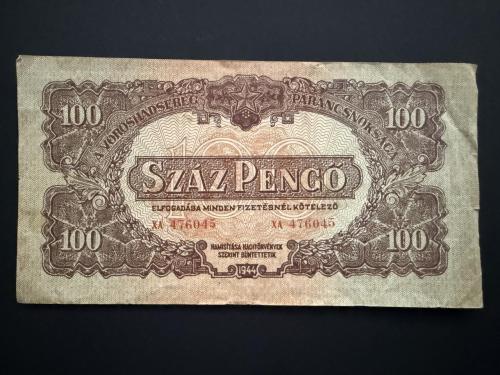 A VÖRÖSHADSEREG PARANCSNOKSÁGA
100 100
SZÁZ PENGŐ
ELFOGADÁSA MINDEN FIZETÉSNÉL KÖTELEZŐ
XA 476045 XA 476045
100 100
HAMISÍTÁSA HADITÖRVÉNYEK
SZERINT BÜNTETTETIK
1944